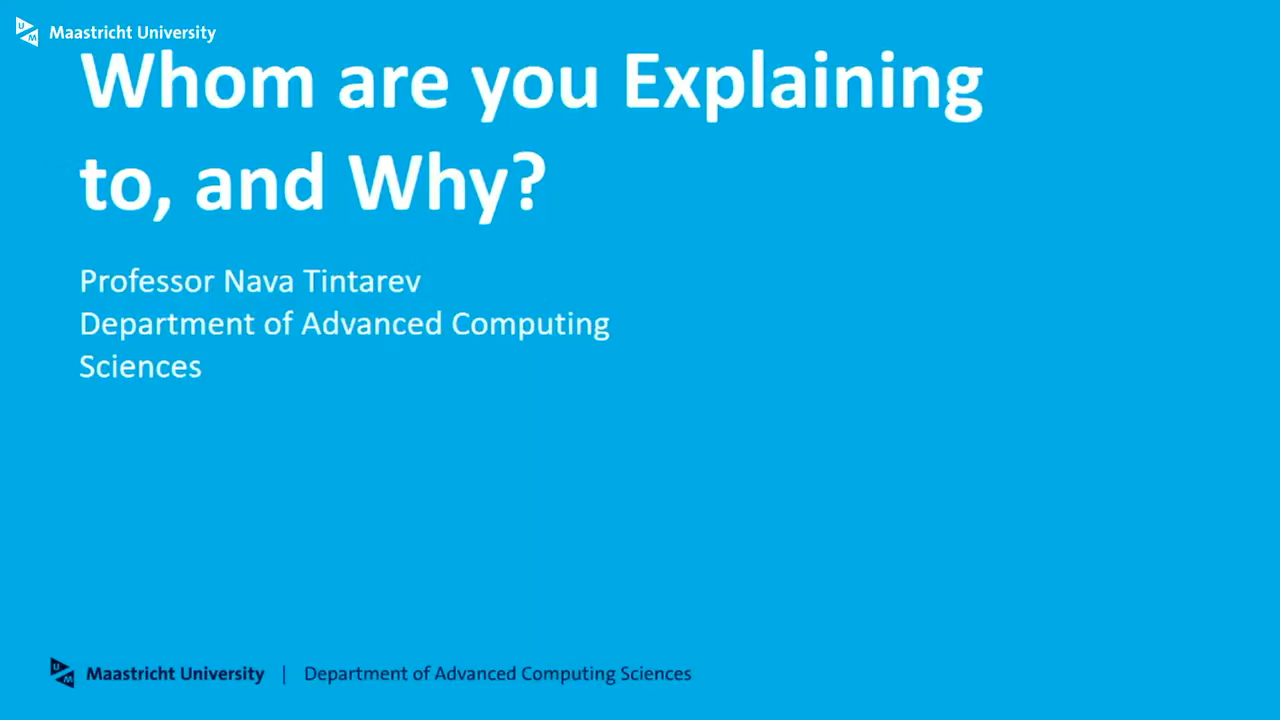 Maastricht University
Whom are you Explaining
to, and Why?
Professor Nava Tintarev
Department of Advanced Computing
Sciences
Maastricht University | Department of Advanced Computing Sciences